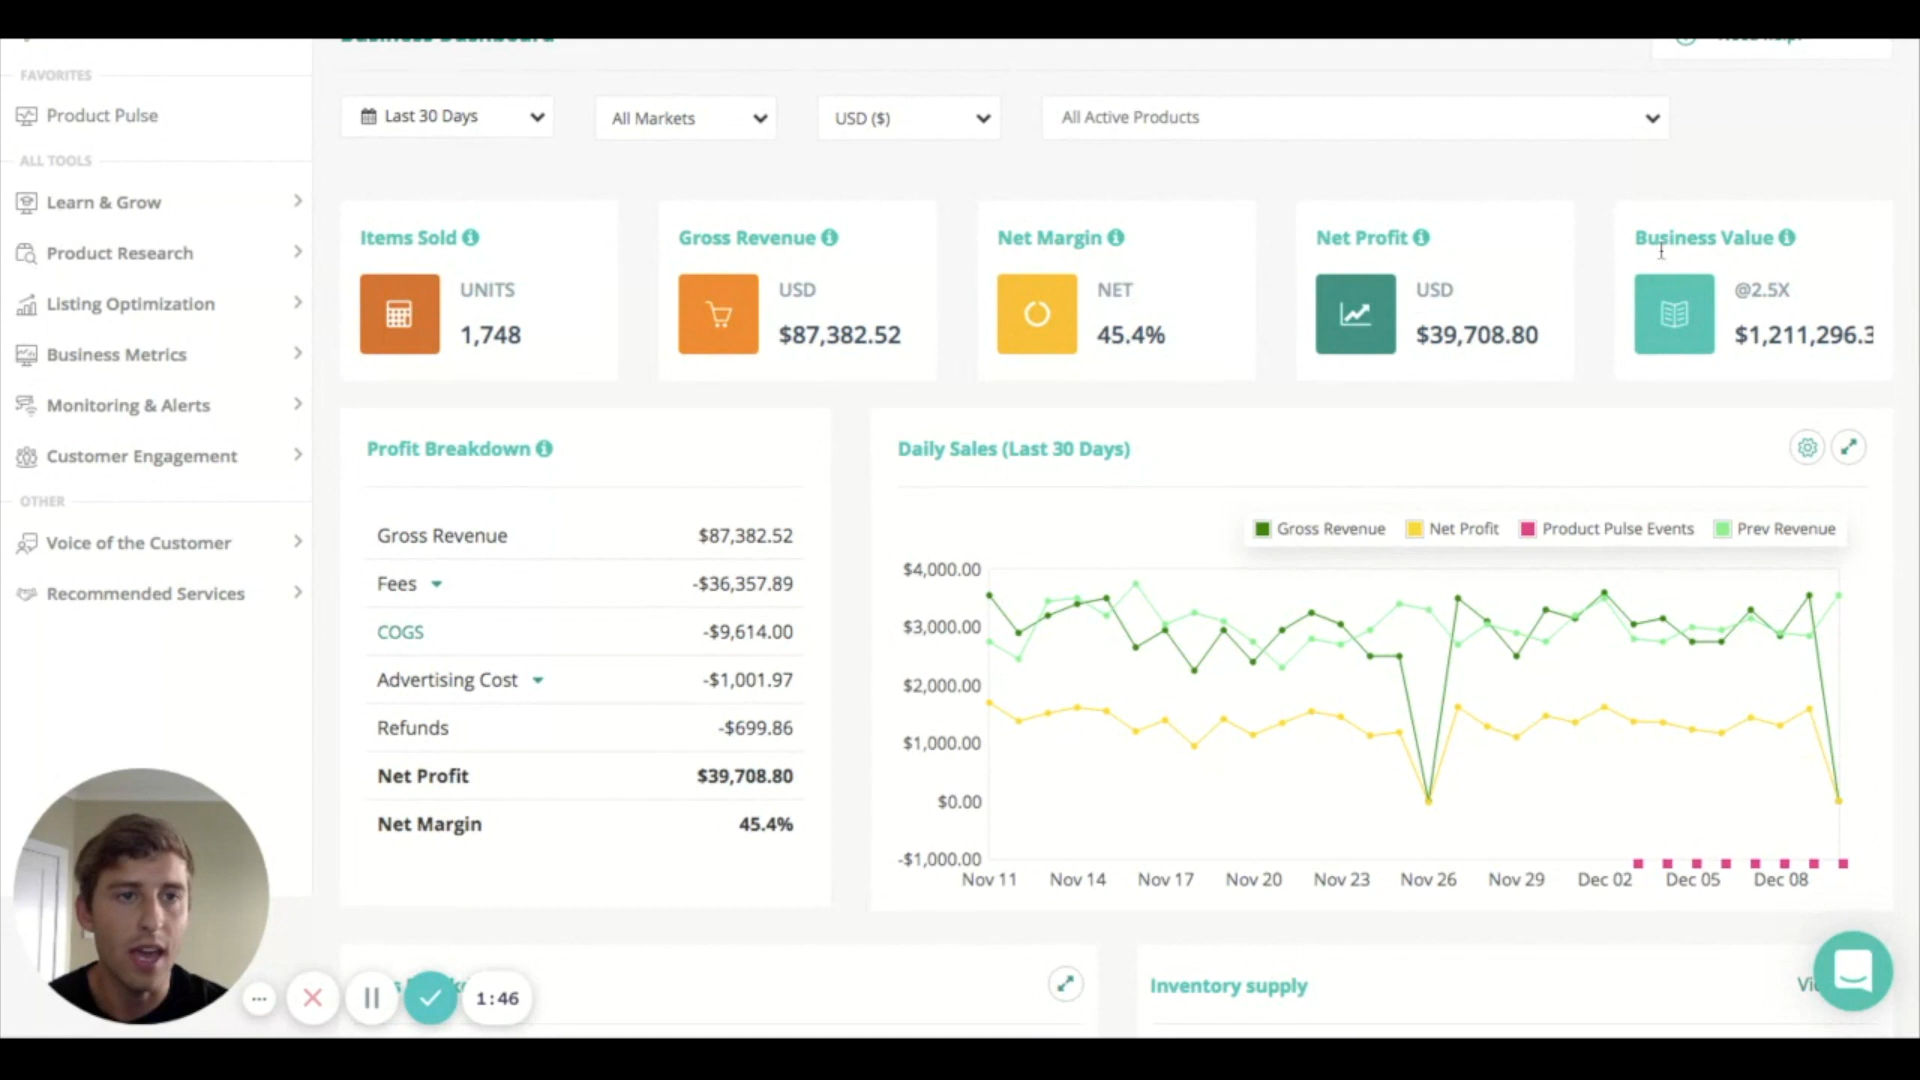 FAVORITES
Product Pulse
ALL TOOLS
Learn & Grow
Product Research
Listing Optimization
Business Metrics
Monitoring & Alerts
Customer Engagement
OTHER
Voice of the Customer
Recommended Services
Business Dashboard
Need help?
Last 30 Days
All Markets
USD ($)
All Active Products
Items Sold
UNITS
1,748
Gross Revenue
USD
$87,382.52
Net Margin
NET
45.4%
Net Profit
USD
$39,708.80
Business Value
@2.5X
$1,211,296.3
Profit Breakdown
Gross Revenue $87,382.52
Fees -$36,357.89
COGS -$9,614.00
Advertising Cost -$1,001.97
Refunds -$699.86
Net Profit $39,708.80
Net Margin 45.4%
Daily Sales (Last 30 Days)
Gross Revenue Net Profit Product Pulse Events Prev Revenue
$4,000.00
$3,000.00
$2,000.00
$1,000.00
$0.00
-$1,000.00
Nov 11 Nov 14 Nov 17 Nov 20 Nov 23 Nov 26 Nov 29 Dec 02 Dec 05 Dec 08
Inventory supply
1:46